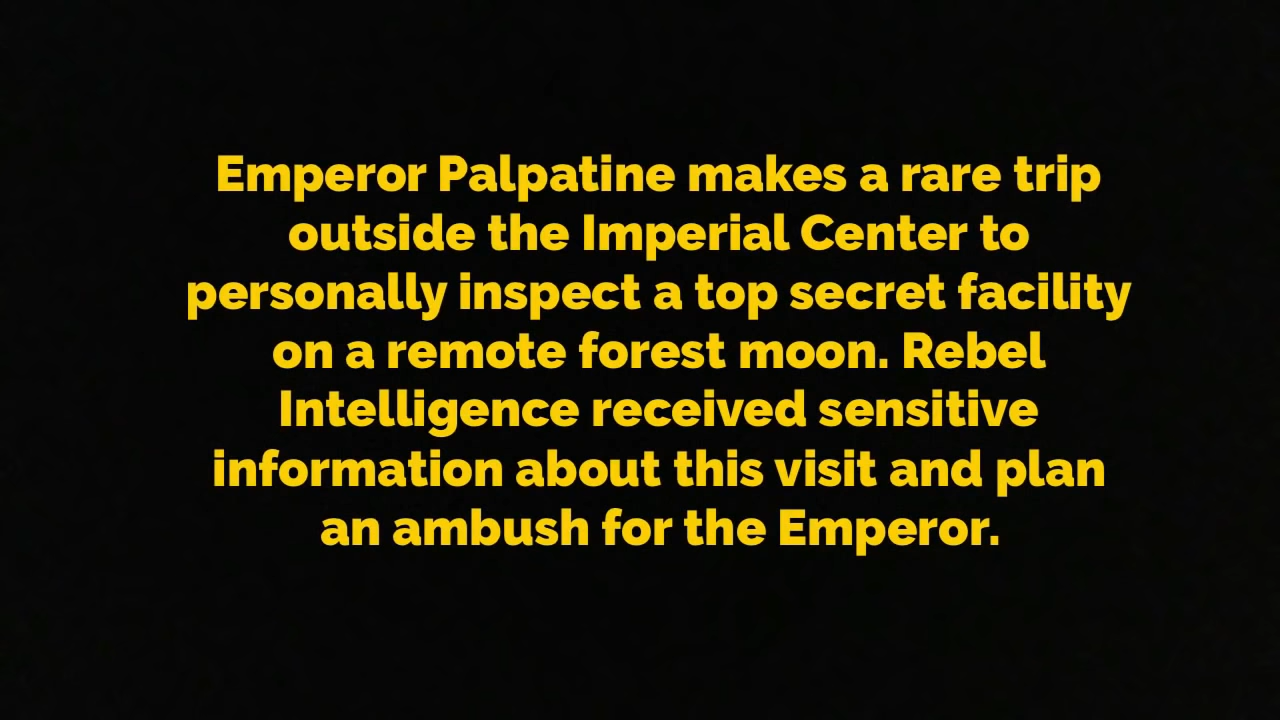 Emperor Palpatine makes a rare trip
outside the Imperial Center to
personally inspect a top secret facility
on a remote forest moon. Rebel
Intelligence received sensitive
information about this visit and plan
an ambush for the Emperor.